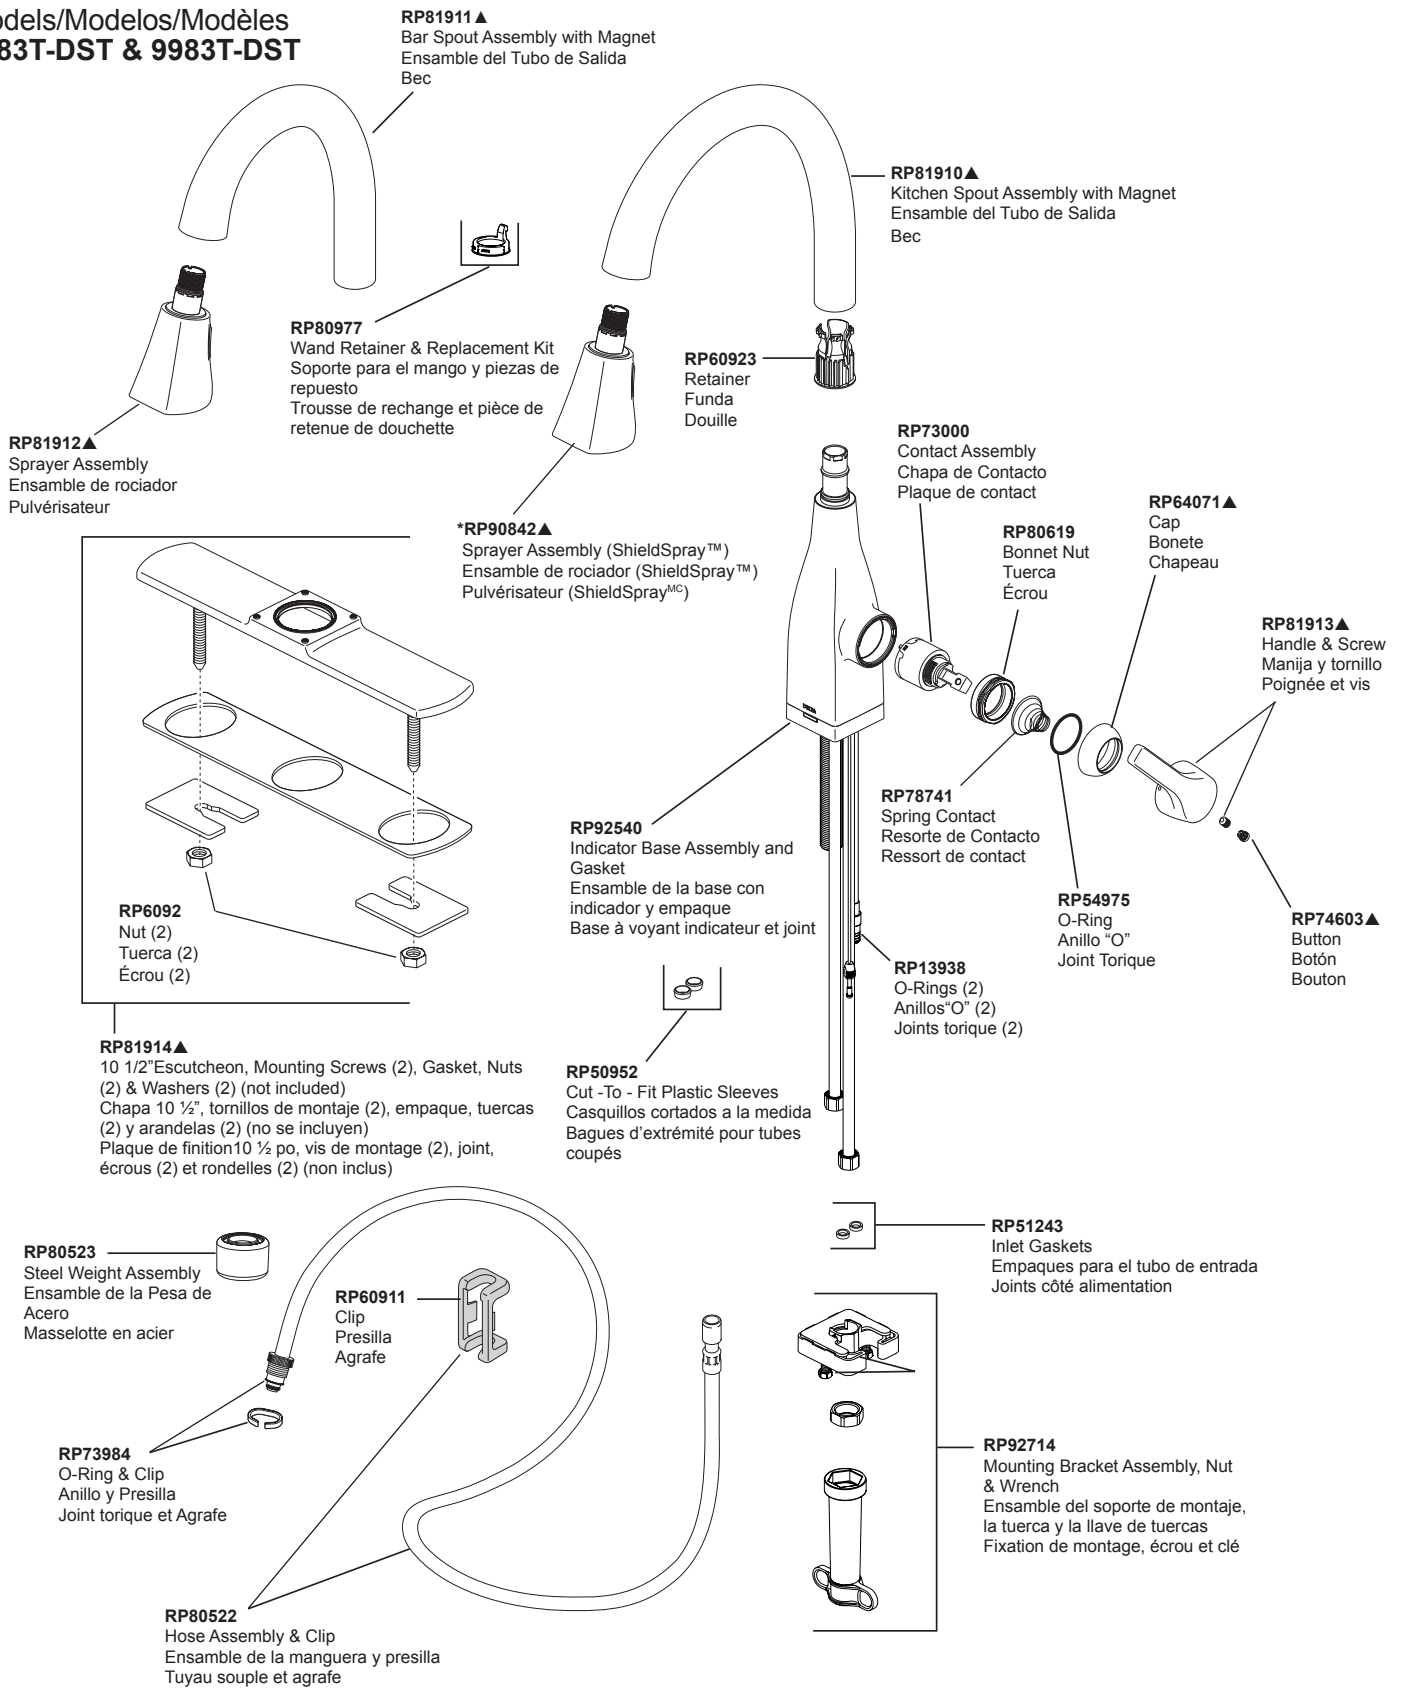 odels/Modelos/Modèles
83T-DST & 9983T-DST
RP81911▲
Bar Spout Assembly with Magnet
Ensamble del Tubo de Salida
Bec
RP81910▲
Kitchen Spout Assembly with Magnet
Ensamble del Tubo de Salida
Bec
RP80977
Wand Retainer & Replacement Kit
Soporte para el mango y piezas de
repuesto
Trousse de rechange et pièce de
retenue de douchette
RP60923
Retainer
Funda
Douille
RP81912▲
Sprayer Assembly
Ensamble de rociador
Pulvérisateur
*RP90842▲
Sprayer Assembly (ShieldSpray™)
Ensamble de rociador (ShieldSpray™)
Pulvérisateur (ShieldSprayᴹᶜ)
RP73000
Contact Assembly
Chapa de Contacto
Plaque de contact
RP80619
Bonnet Nut
Tuerca
Écrou
RP64071▲
Cap
Bonete
Chapeau
RP81913▲
Handle & Screw
Manija y tornillo
Poignée et vis
DELTA
RP78741
Spring Contact
Resorte de Contacto
Ressort de contact
RP92540
Indicator Base Assembly and
Gasket
Ensamble de la base con
indicador y empaque
Base à voyant indicateur et joint
RP54975
O-Ring
Anillo “O”
Joint Torique
RP74603▲
Button
Botón
Bouton
RP6092
Nut (2)
Tuerca (2)
Écrou (2)
RP13938
O-Rings (2)
Anillos“O” (2)
Joints torique (2)
RP81914▲
10 1/2”Escutcheon, Mounting Screws (2), Gasket, Nuts
(2) & Washers (2) (not included)
Chapa 10 ½”, tornillos de montaje (2), empaque, tuercas
(2) y arandelas (2) (no se incluyen)
Plaque de finition10 ½ po, vis de montage (2), joint,
écrous (2) et rondelles (2) (non inclus)
RP50952
Cut -To - Fit Plastic Sleeves
Casquillos cortados a la medida
Bagues d’extrémité pour tubes
coupés
RP51243
Inlet Gaskets
Empaques para el tubo de entrada
Joints côté alimentation
RP80523
Steel Weight Assembly
Ensamble de la Pesa de
Acero
Masselotte en acier
RP60911
Clip
Presilla
Agrafe
RP73984
O-Ring & Clip
Anillo y Presilla
Joint torique et Agrafe
RP92714
Mounting Bracket Assembly, Nut
& Wrench
Ensamble del soporte de montaje,
la tuerca y la llave de tuercas
Fixation de montage, écrou et clé
RP80522
Hose Assembly & Clip
Ensamble de la manguera y presilla
Tuyau souple et agrafe